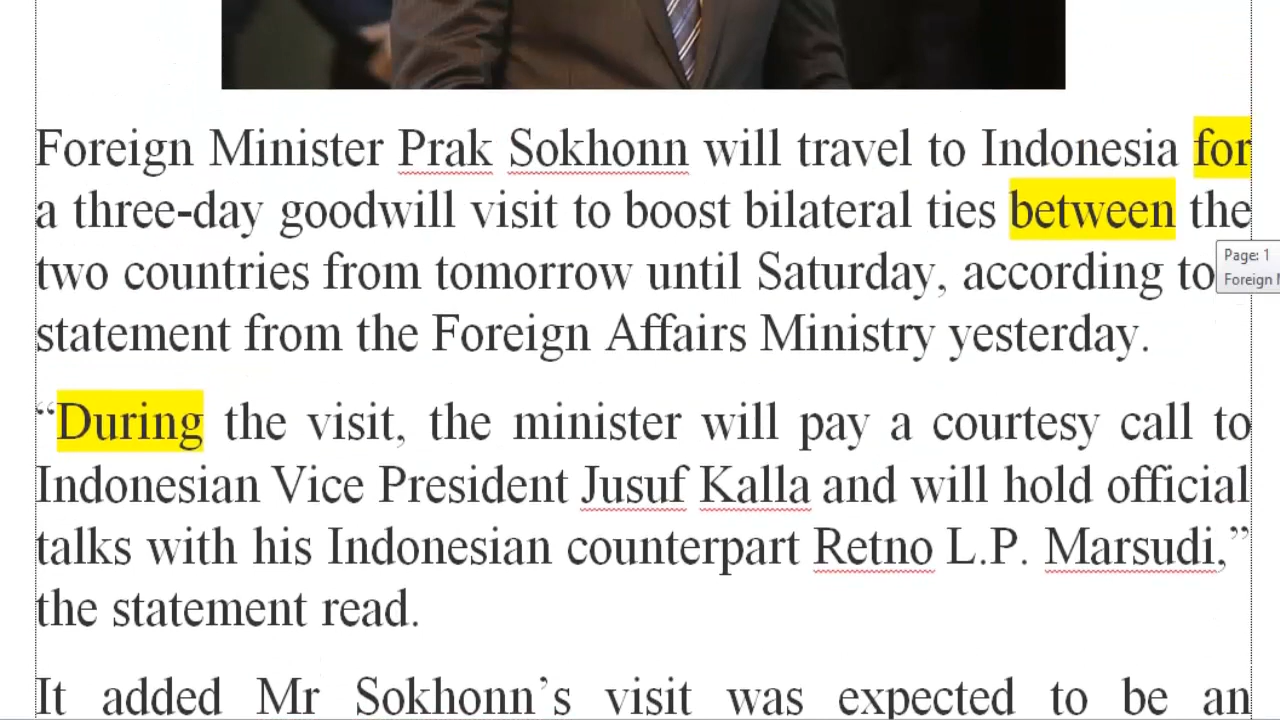 Foreign Minister Prak Sokhonn will travel to Indonesia for
a three-day goodwill visit to boost bilateral ties between the
two countries from tomorrow until Saturday, according to
Page: 1
Foreign
statement from the Foreign Affairs Ministry yesterday.
“During the visit, the minister will pay a courtesy call to
Indonesian Vice President Jusuf Kalla and will hold official
talks with his Indonesian counterpart Retno L.P. Marsudi,”
the statement read.
It added Mr Sokhonn’s visit was expected to be an